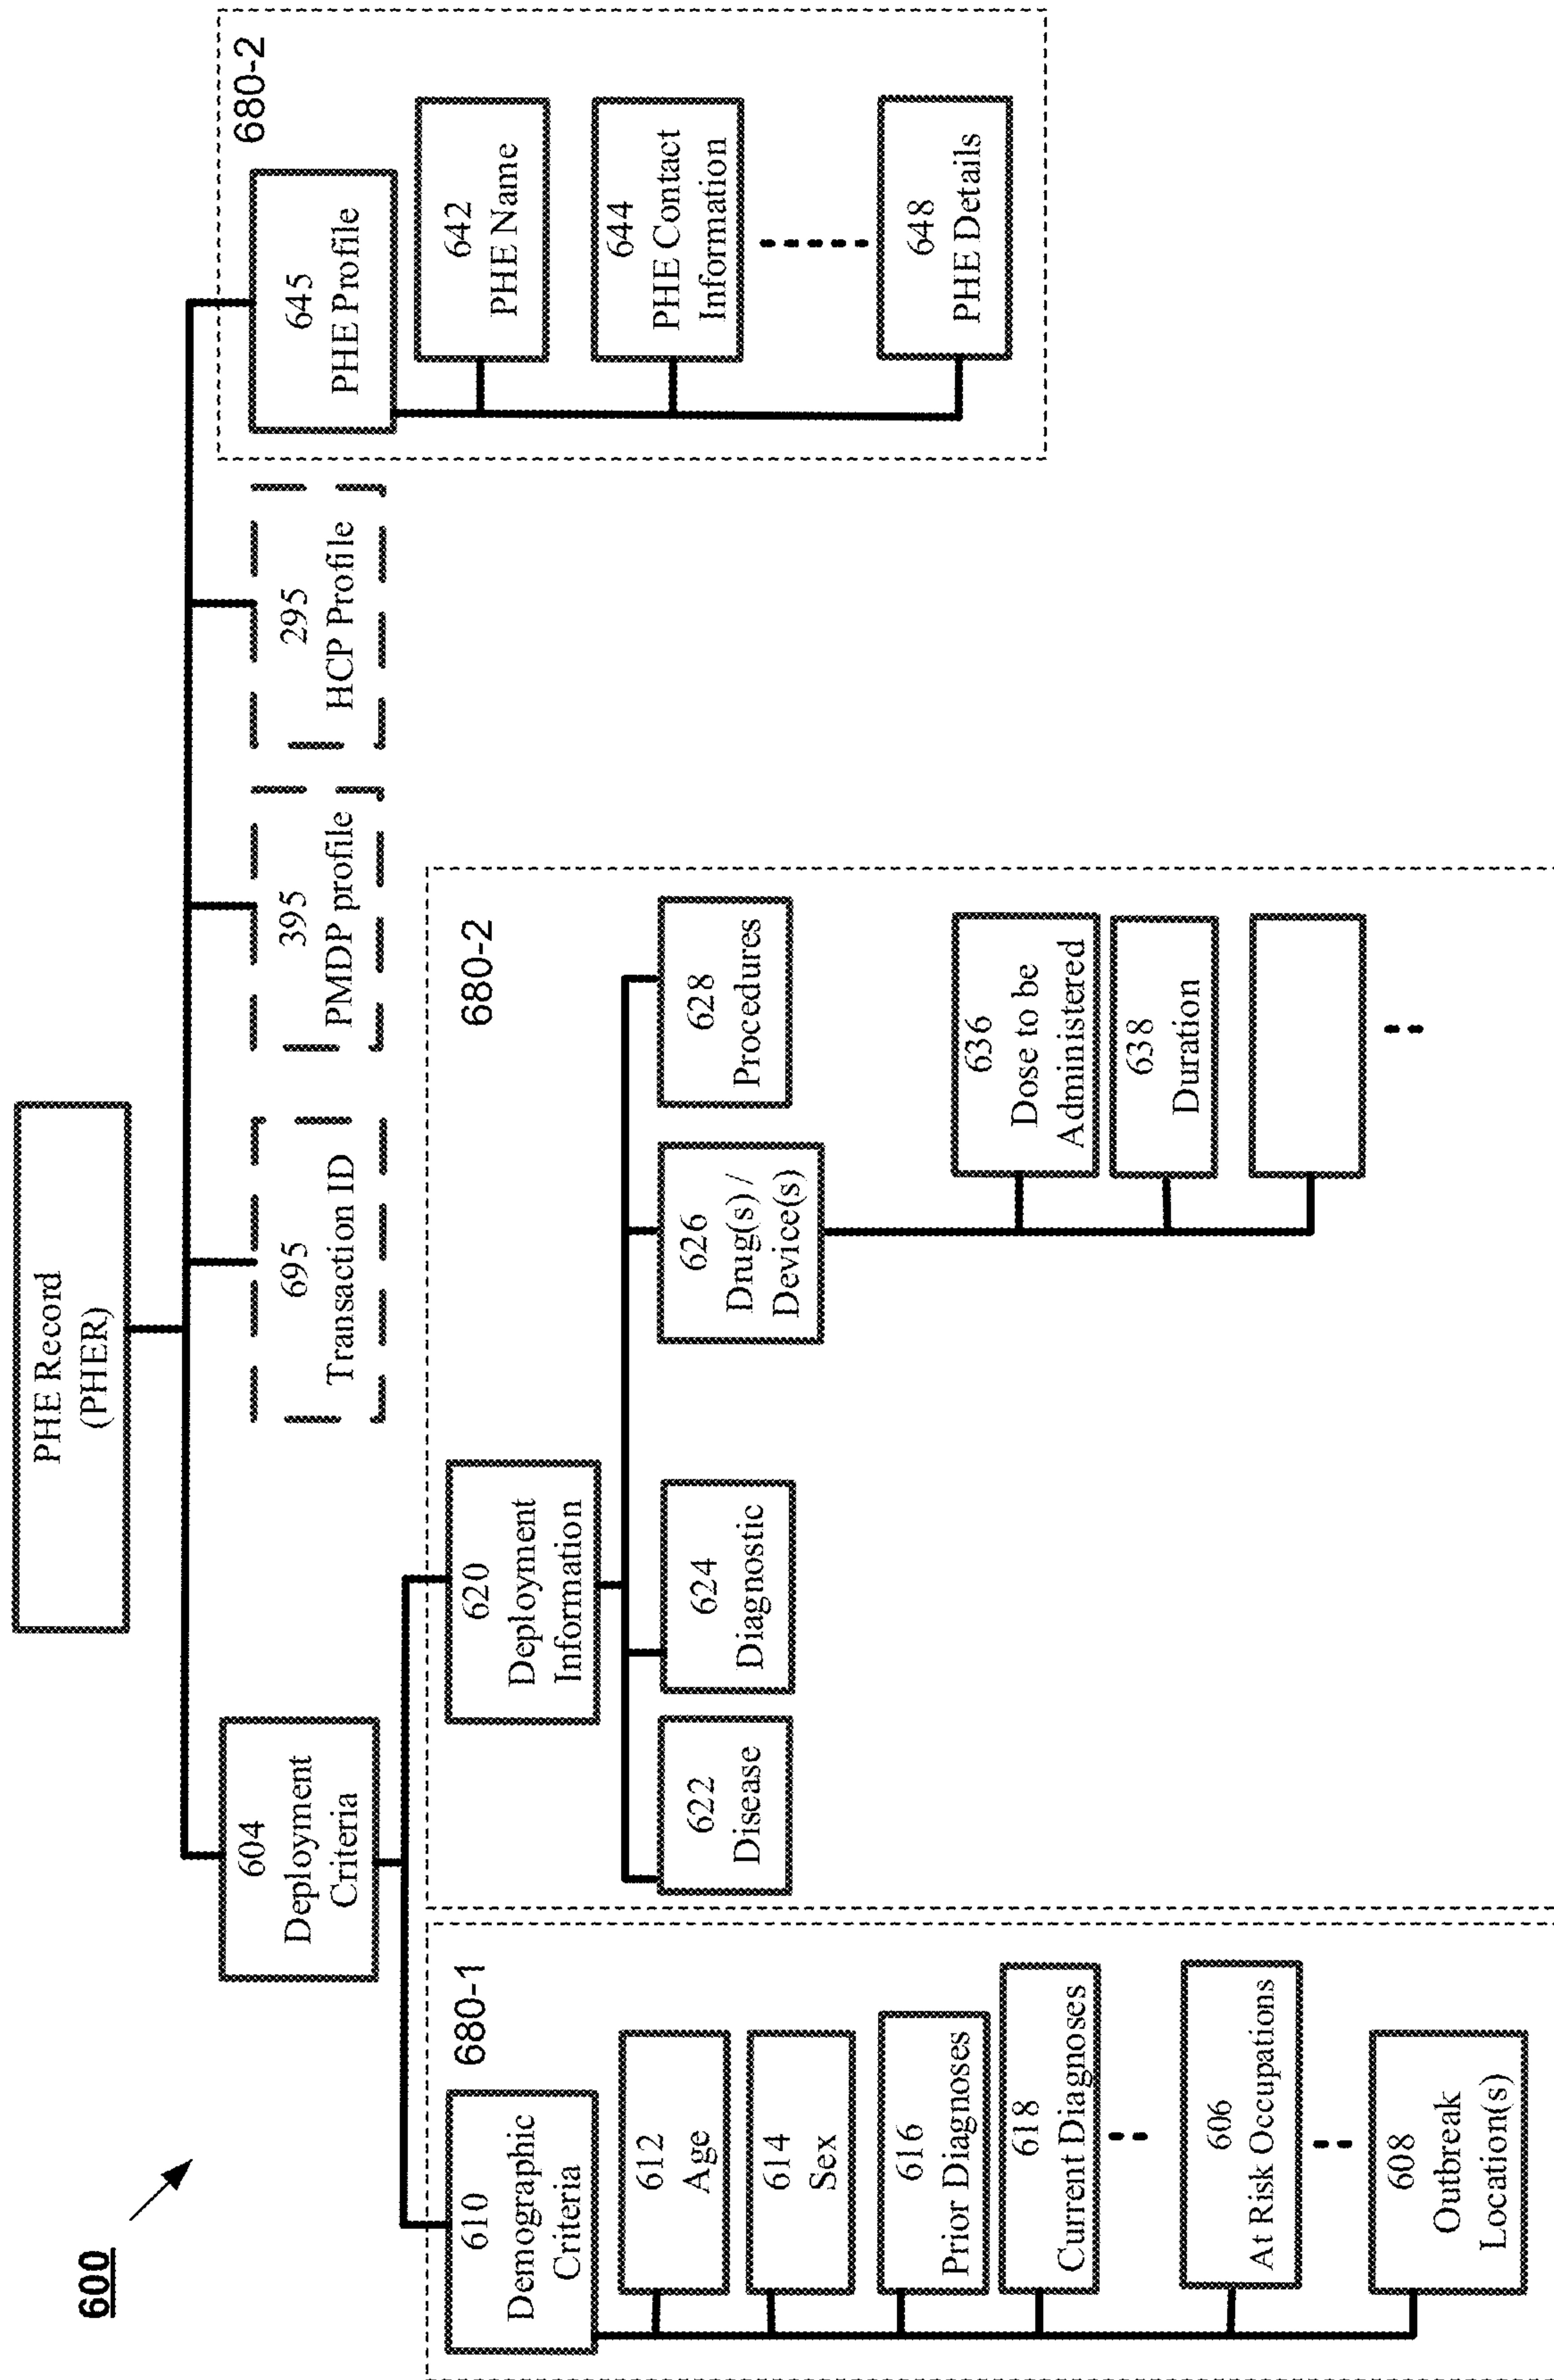 600
PHE Record
(PHER)
604
Deployment
Criteria
695
Transaction ID
395
PMDP profile
295
HCP Profile
680-2
645
PHE Profile
642
PHE Name
644
PHE Contact
Information
648
PHE Details
680-1
610
Demographic
Criteria
612
Age
614
Sex
616
Prior Diagnoses
618
Current Diagnoses
606
At Risk Occupations
608
Outbreak
Location(s)
680-2
620
Deployment
Information
622
Disease
624
Diagnostic
626
Drug(s) /
Device(s)
628
Procedures
636
Dose to be
Administered
638
Duration